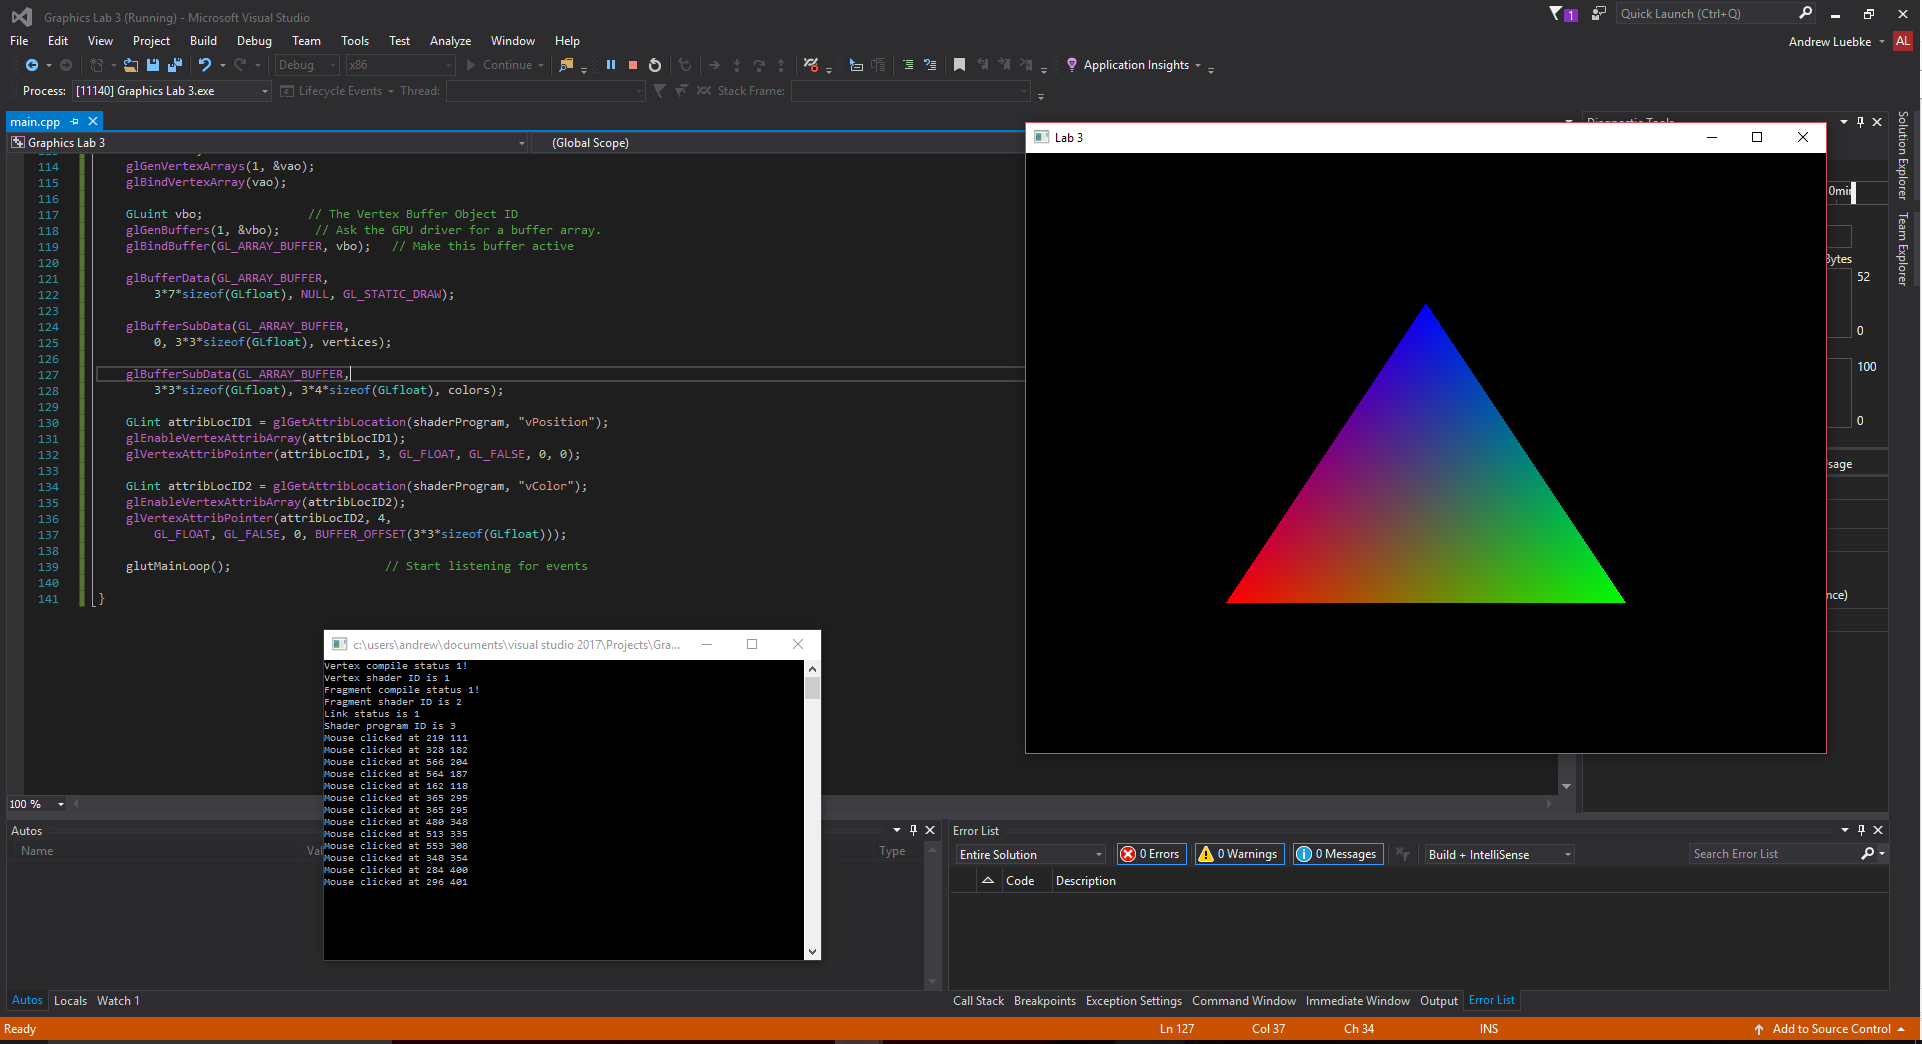 Graphics Lab 3 (Running) - Microsoft Visual Studio
1
Quick Launch (Ctrl+Q)
File Edit View Project Build Debug Team Tools Test Analyze Window Help
Andrew Luebke AL
Debug x86 Continue Application Insights
Process: [11140] Graphics Lab 3.exe Lifecycle Events Thread: Stack Frame:
main.cpp
Graphics Lab 3 (Global Scope)
114 glGenVertexArrays(1, &vao);
115 glBindVertexArray(vao);
116
117 GLuint vbo; // The Vertex Buffer Object ID
118 glGenBuffers(1, &vbo); // Ask the GPU driver for a buffer array.
119 glBindBuffer(GL_ARRAY_BUFFER, vbo); // Make this buffer active
120
121 glBufferData(GL_ARRAY_BUFFER,
122 3*7*sizeof(GLfloat), NULL, GL_STATIC_DRAW);
123
124 glBufferSubData(GL_ARRAY_BUFFER,
125 0, 3*3*sizeof(GLfloat), vertices);
126
127 glBufferSubData(GL_ARRAY_BUFFER,
128 3*3*sizeof(GLfloat), 3*4*sizeof(GLfloat), colors);
129
130 GLint attribLocID1 = glGetAttribLocation(shaderProgram, "vPosition");
131 glEnableVertexAttribArray(attribLocID1);
132 glVertexAttribPointer(attribLocID1, 3, GL_FLOAT, GL_FALSE, 0, 0);
133
134 GLint attribLocID2 = glGetAttribLocation(shaderProgram, "vColor");
135 glEnableVertexAttribArray(attribLocID2);
136 glVertexAttribPointer(attribLocID2, 4,
137 GL_FLOAT, GL_FALSE, 0, BUFFER_OFFSET(3*3*sizeof(GLfloat)));
138
139 glutMainLoop(); // Start listening for events
140
141 }
Lab 3
0min
Bytes
52
0
100
0
sage
nce)
Solution Explorer
Team Explorer
c:\users\andrew\documents\visual studio 2017\Projects\Gra...
Vertex compile status 1!
Vertex shader ID is 1
Fragment compile status 1!
Fragment shader ID is 2
Link status is 1
Shader program ID is 3
Mouse clicked at 219 111
Mouse clicked at 328 182
Mouse clicked at 566 204
Mouse clicked at 564 187
Mouse clicked at 162 118
Mouse clicked at 365 295
Mouse clicked at 365 295
Mouse clicked at 480 348
Mouse clicked at 513 335
Mouse clicked at 553 308
Mouse clicked at 348 354
Mouse clicked at 284 400
Mouse clicked at 296 401
100 %
Autos
Name Val Type
Autos Locals Watch 1
Error List
Entire Solution 0 Errors 0 Warnings 0 Messages Build + IntelliSense Search Error List
Code Description
Call Stack Breakpoints Exception Settings Command Window Immediate Window Output Error List
Ready Ln 127 Col 37 Ch 34 INS Add to Source Control